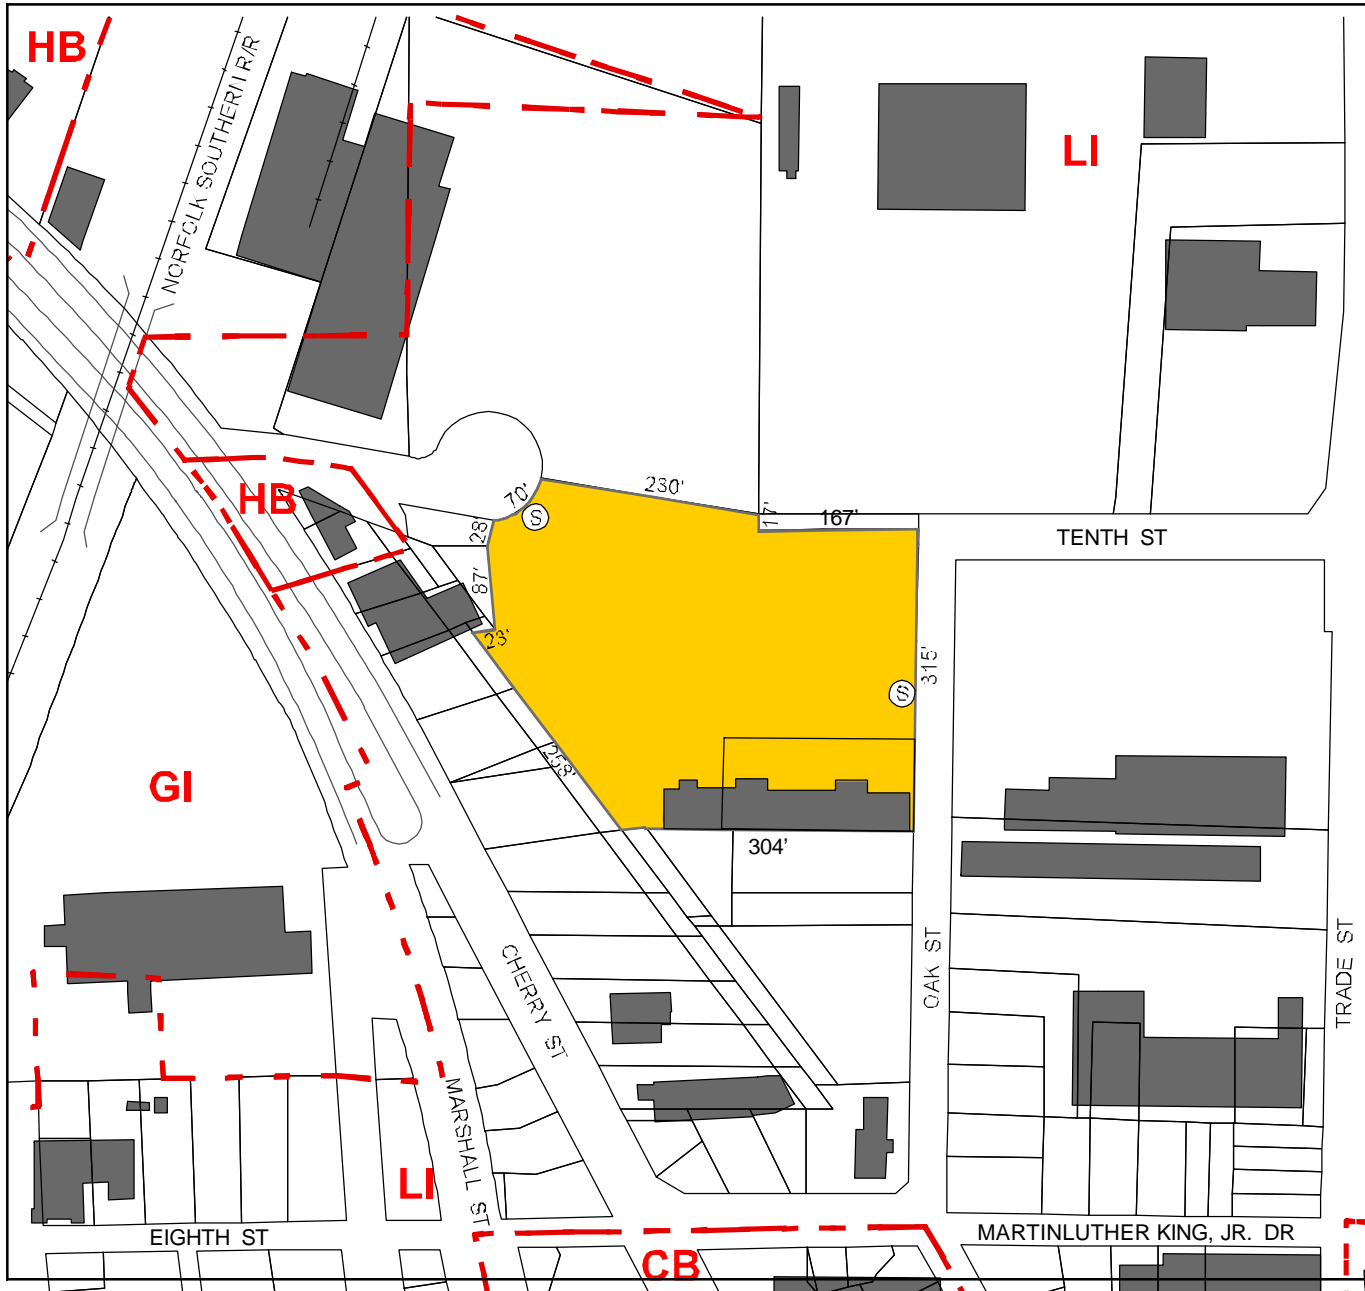 HB
NORFOLK SOUTHERN R/R
LI
HB
70'
S
230'
17'
167'
TENTH ST
28'
87'
23'
315'
S
258'
304'
GI
CHERRY ST
OAK ST
TRADE ST
MARSHALL ST
LI
EIGHTH ST
MARTINLUTHER KING, JR. DR
CB